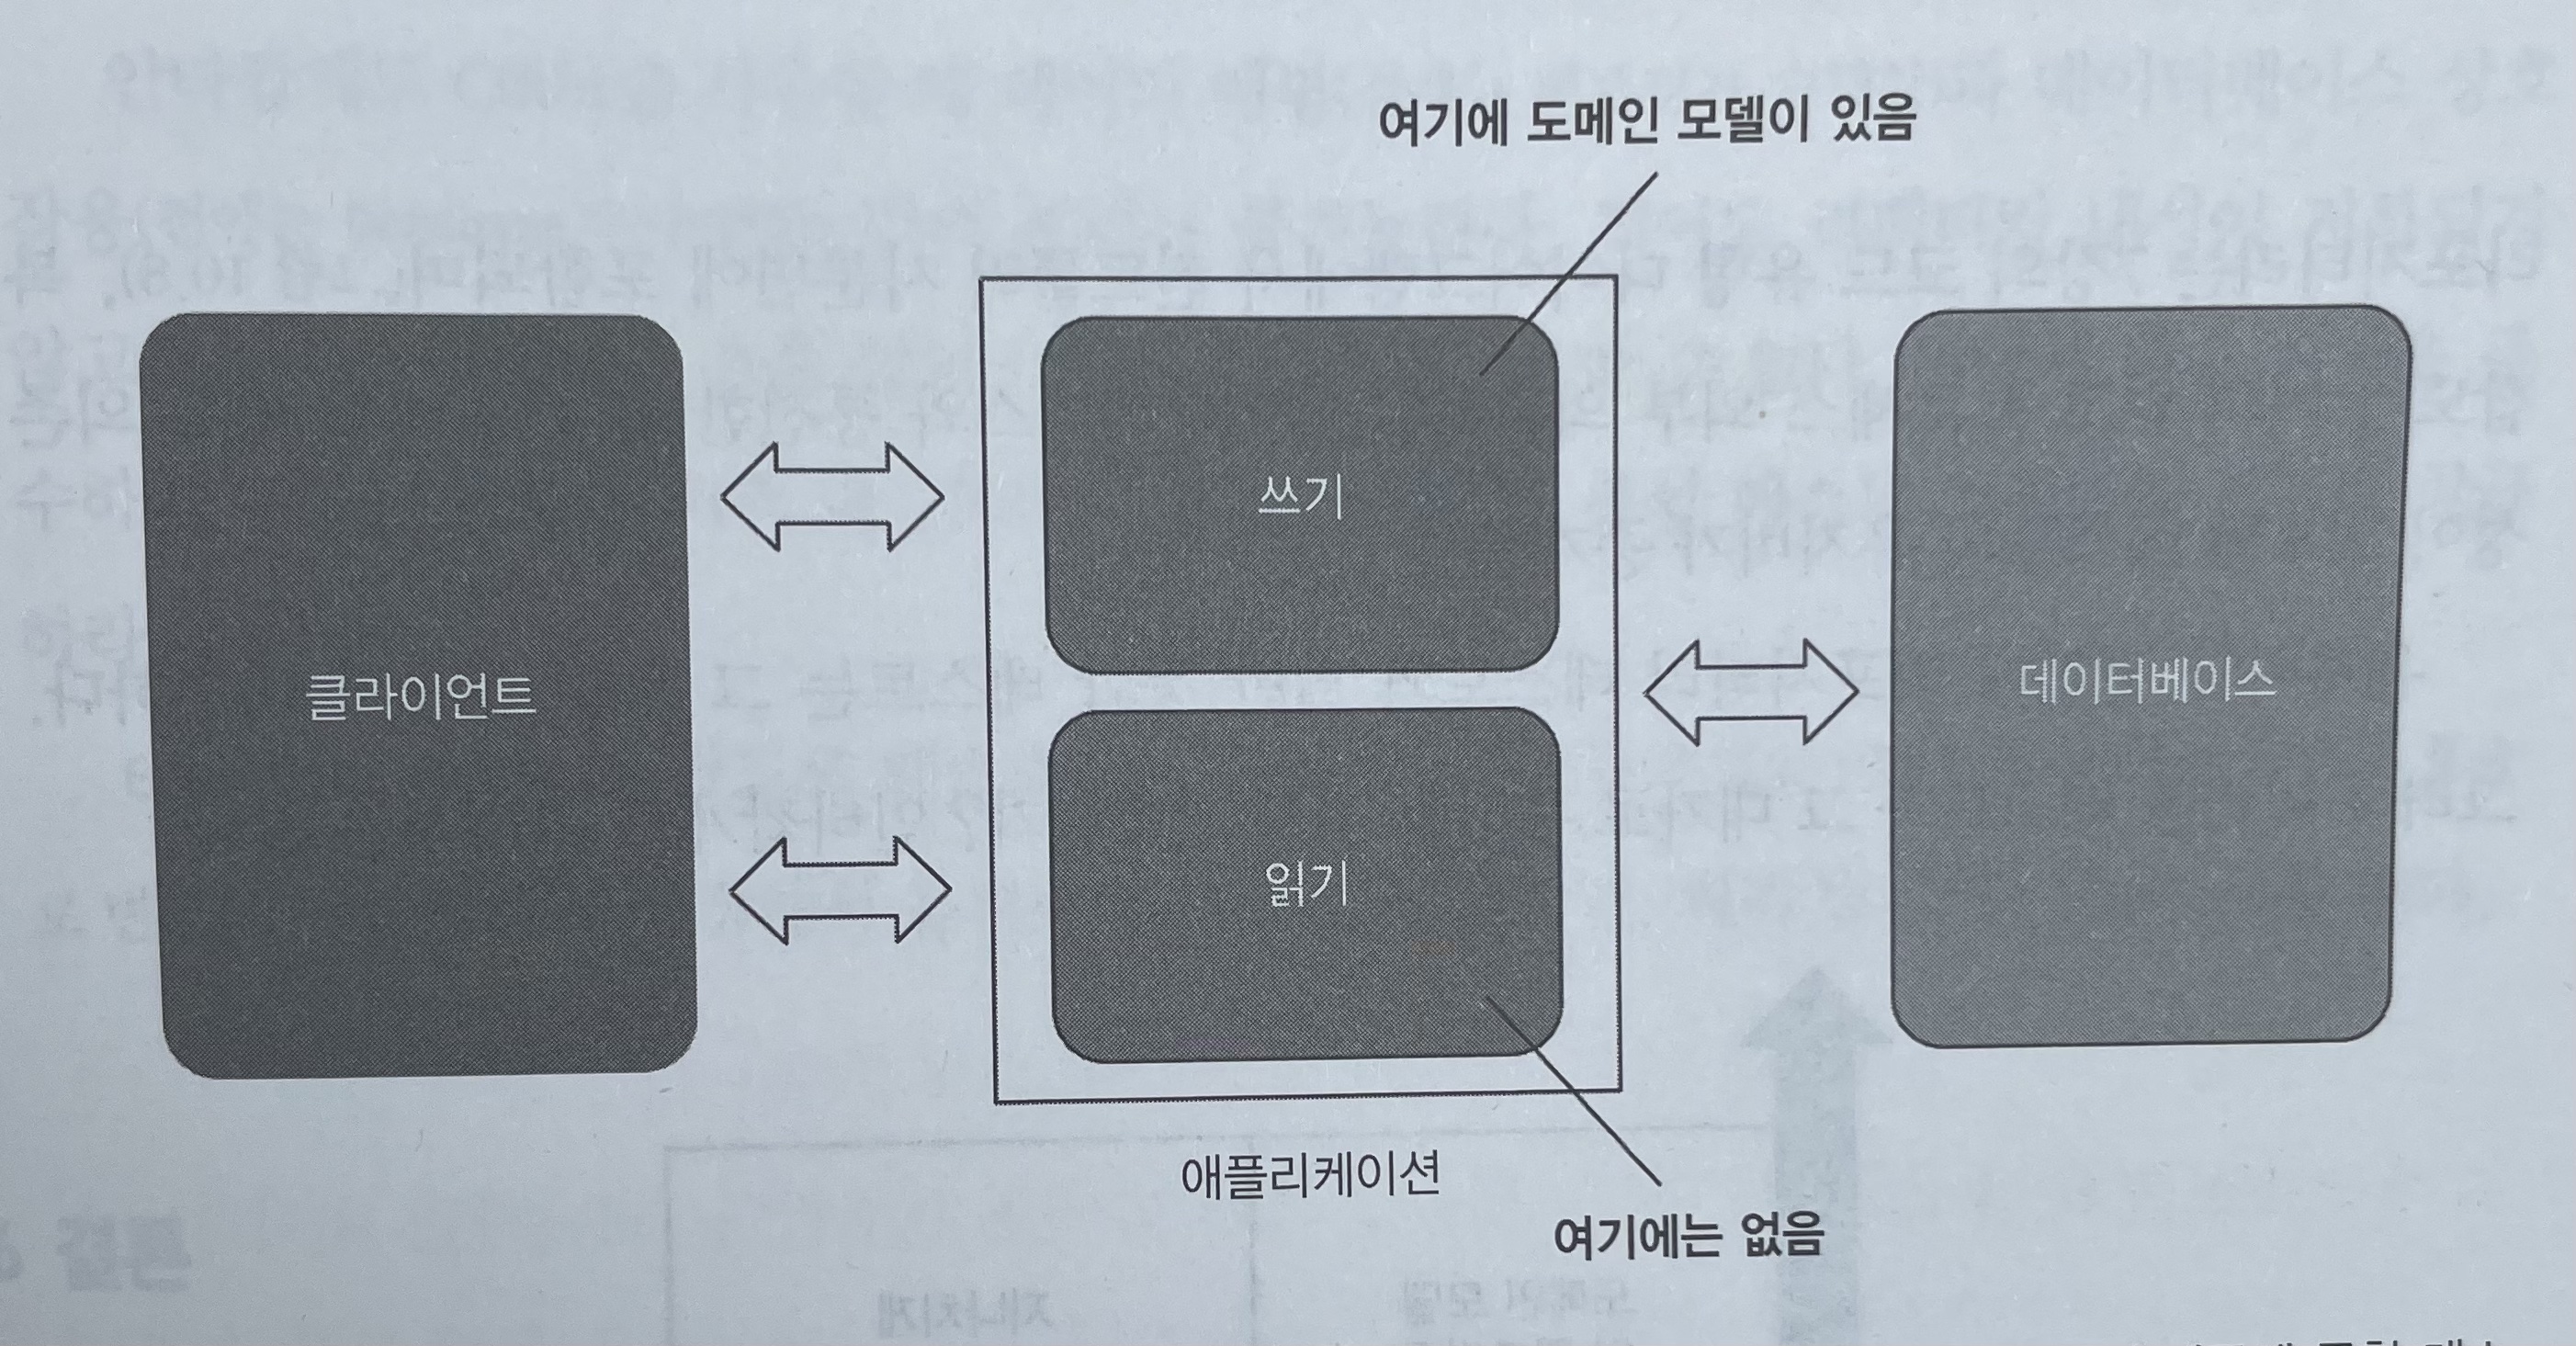 여기에 도메인 모델이 있음
클라이언트
쓰기
읽기
데이터베이스
애플리케이션
여기에는 없음